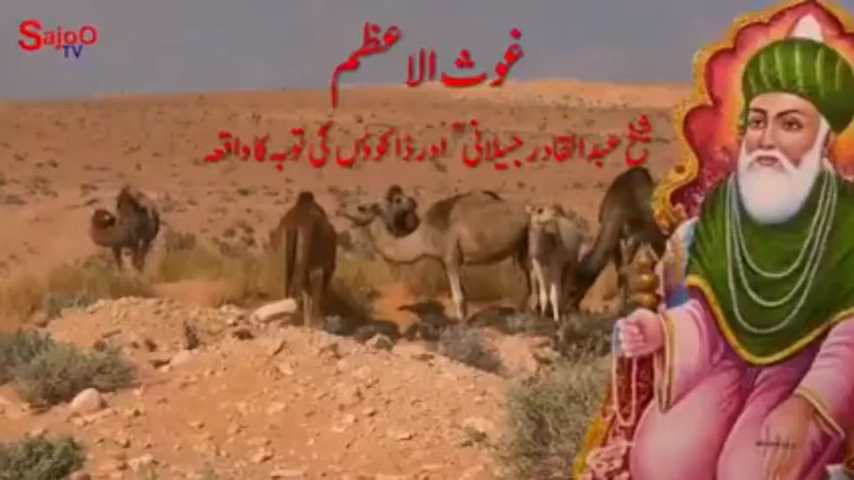 SajoO
TV
غوث الاعظم
شیخ عبدالقادر جیلانیؒ اور ڈاکوؤں کی توبہ کا واقعہ